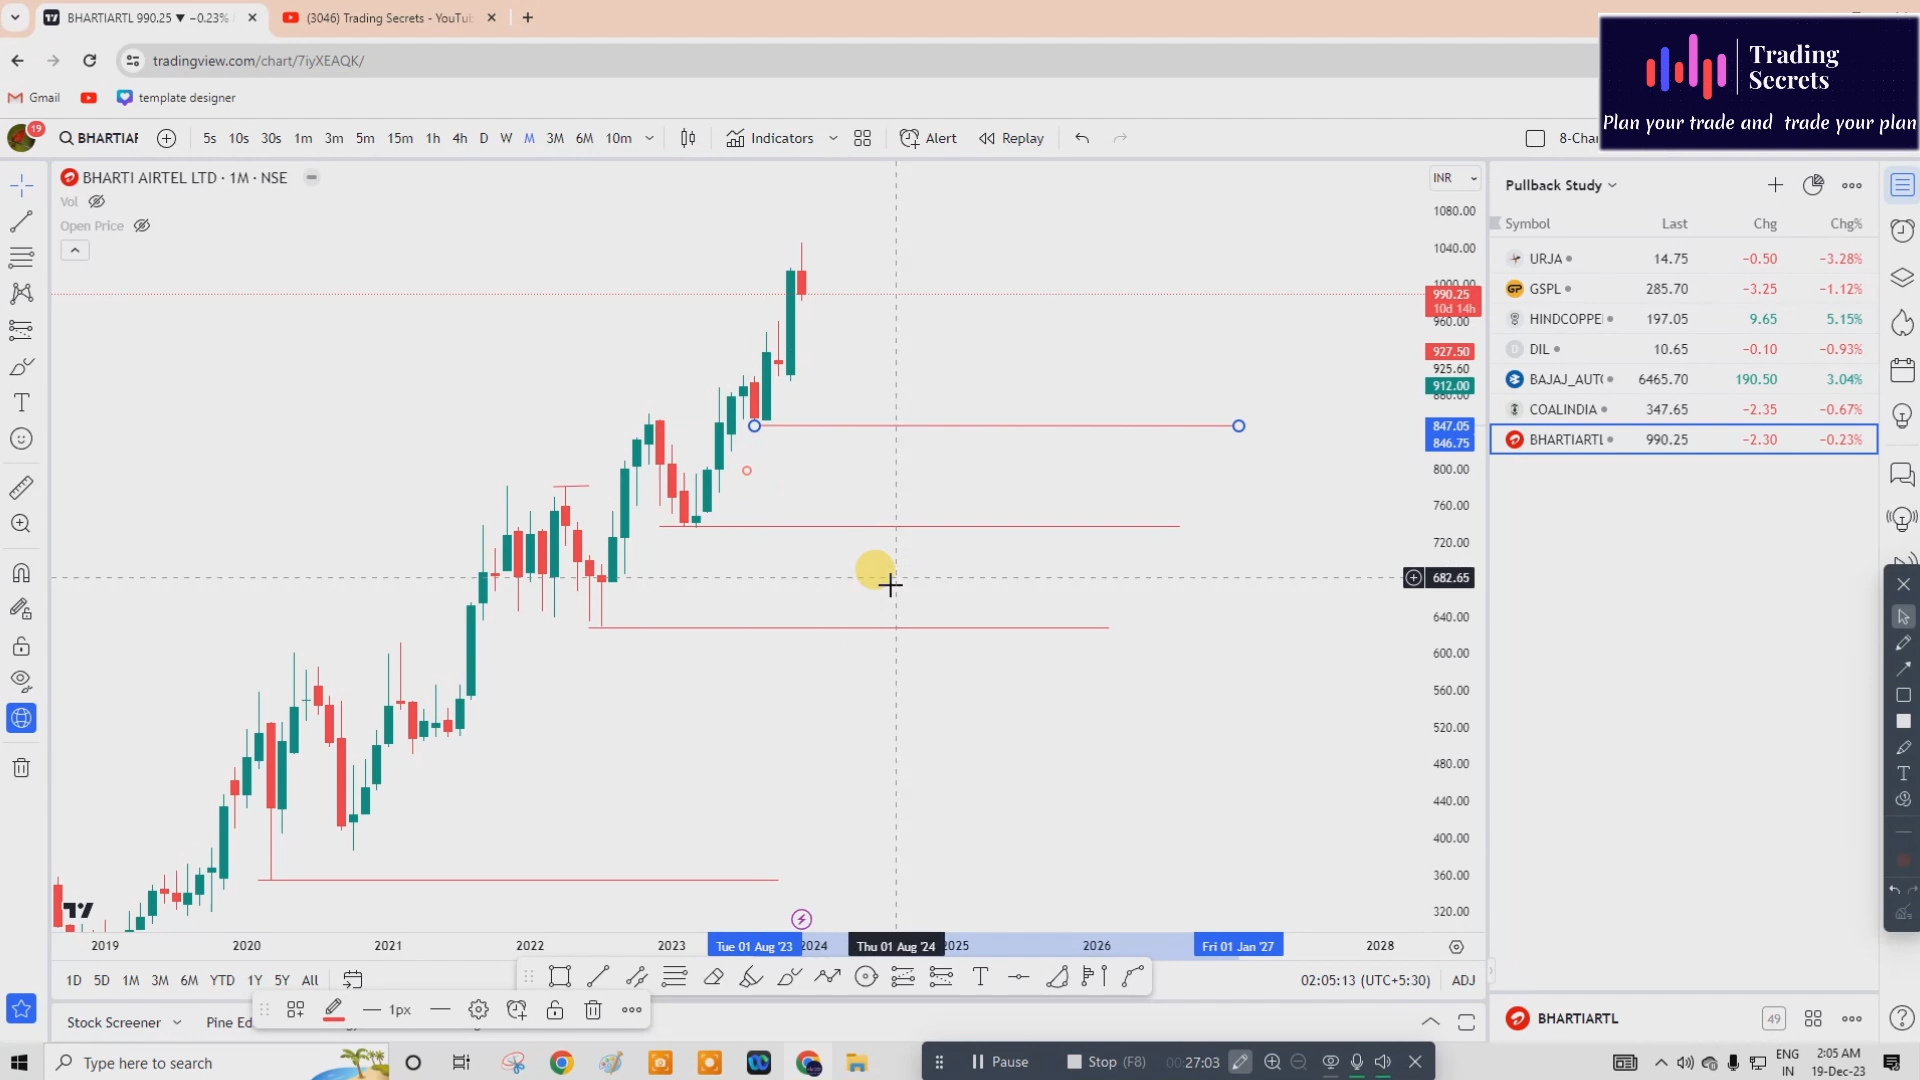 BHARTIARTL 990.25 ▼ −0.23%
(3046) Trading Secrets - YouTu
tradingview.com/chart/7iyXEAQK/
Gmail
template designer
Trading
Secrets
Plan your trade and trade your plan
19
BHARTIAR
5s 10s 30s 1m 3m 5m 15m 1h 4h D W M 3M 6M 10m
Indicators
Alert
Replay
8-Char
BHARTI AIRTEL LTD · 1M · NSE
Vol
Open Price
INR
1080.00
1040.00
1000.00
990.25
10d 14h
960.00
927.50
925.60
912.00
880.00
847.05
846.75
800.00
760.00
720.00
682.65
640.00
600.00
560.00
520.00
480.00
440.00
400.00
360.00
320.00
Pullback Study
Symbol Last Chg Chg%
URJA 14.75 −0.50 −3.28%
GSPL 285.70 −3.25 −1.12%
HINDCOPPE 197.05 9.65 5.15%
DIL 10.65 −0.10 −0.93%
BAJAJ_AUT 6465.70 190.50 3.04%
COALINDIA 347.65 −2.35 −0.67%
BHARTIARTL 990.25 −2.30 −0.23%
2019 2020 2021 2022 2023 Tue 01 Aug '23 2024 Thu 01 Aug '24 2025 2026 Fri 01 Jan '27 2028
1D 5D 1M 3M 6M YTD 1Y 5Y All
02:05:13 (UTC+5:30) ADJ
1px
Stock Screener
Pine Ed
BHARTIARTL
49
Type here to search
Pause
Stop (F8)
00:27:03
ENG
IN
2:05 AM
19-Dec-23